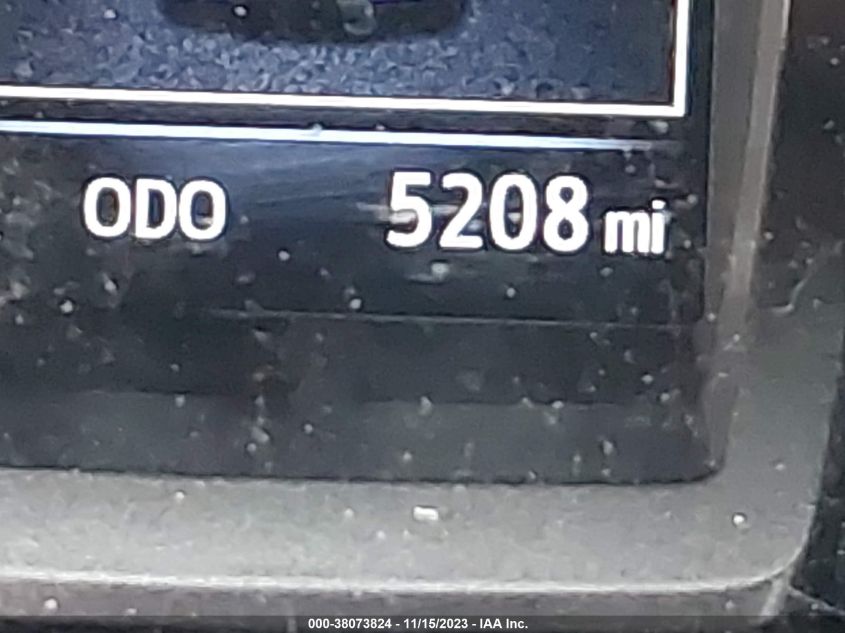 ODO 5208 mi
000-38073824 - 11/15/2023 - IAA Inc.